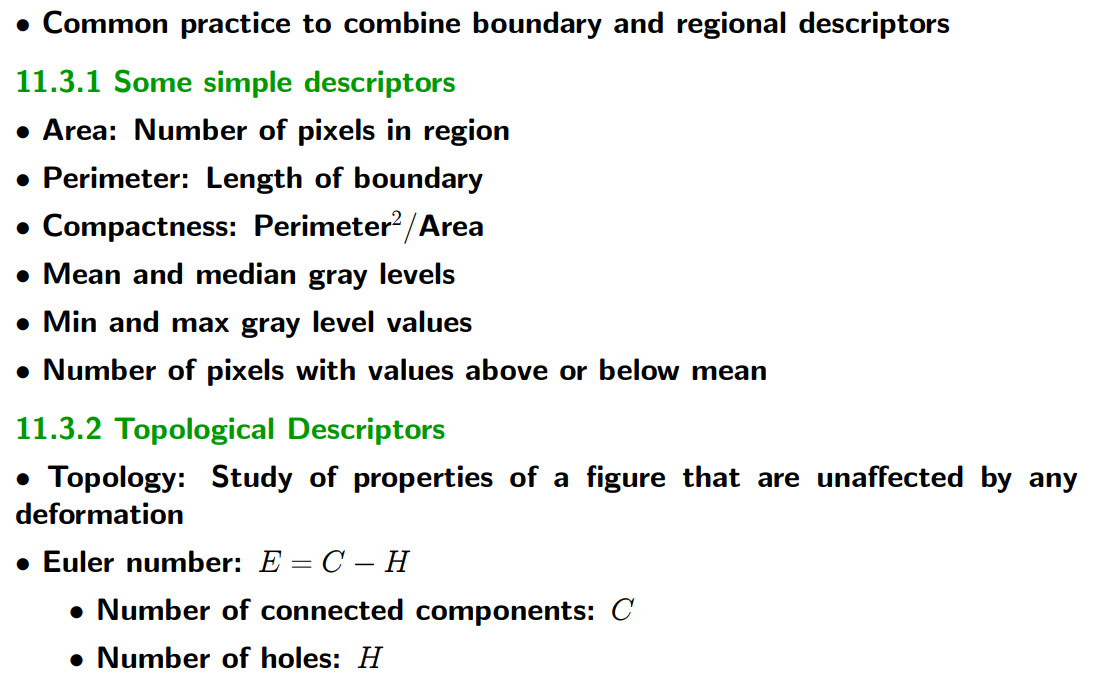 • Common practice to combine boundary and regional descriptors
11.3.1 Some simple descriptors
• Area: Number of pixels in region
• Perimeter: Length of boundary
• Compactness: Perimeter²/Area
• Mean and median gray levels
• Min and max gray level values
• Number of pixels with values above or below mean
11.3.2 Topological Descriptors
• Topology: Study of properties of a figure that are unaffected by any
deformation
• Euler number: E = C − H
• Number of connected components: C
• Number of holes: H